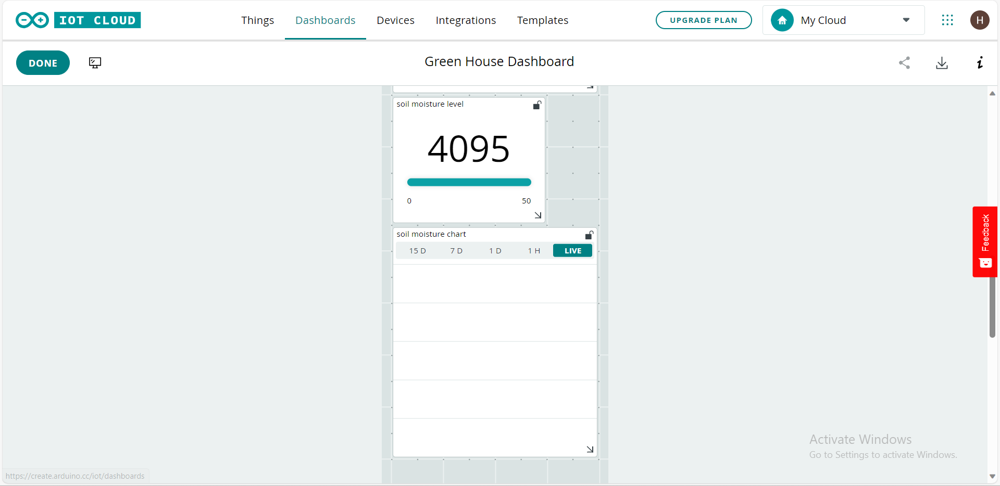 IOT CLOUD
Things Dashboards Devices Integrations Templates
UPGRADE PLAN
My Cloud
H
DONE
Green House Dashboard
i
soil moisture level
4095
0 50
soil moisture chart
15 D 7 D 1 D 1 H LIVE
Feedback
Activate Windows
Go to Settings to activate Windows.
https://create.arduino.cc/iot/dashboards